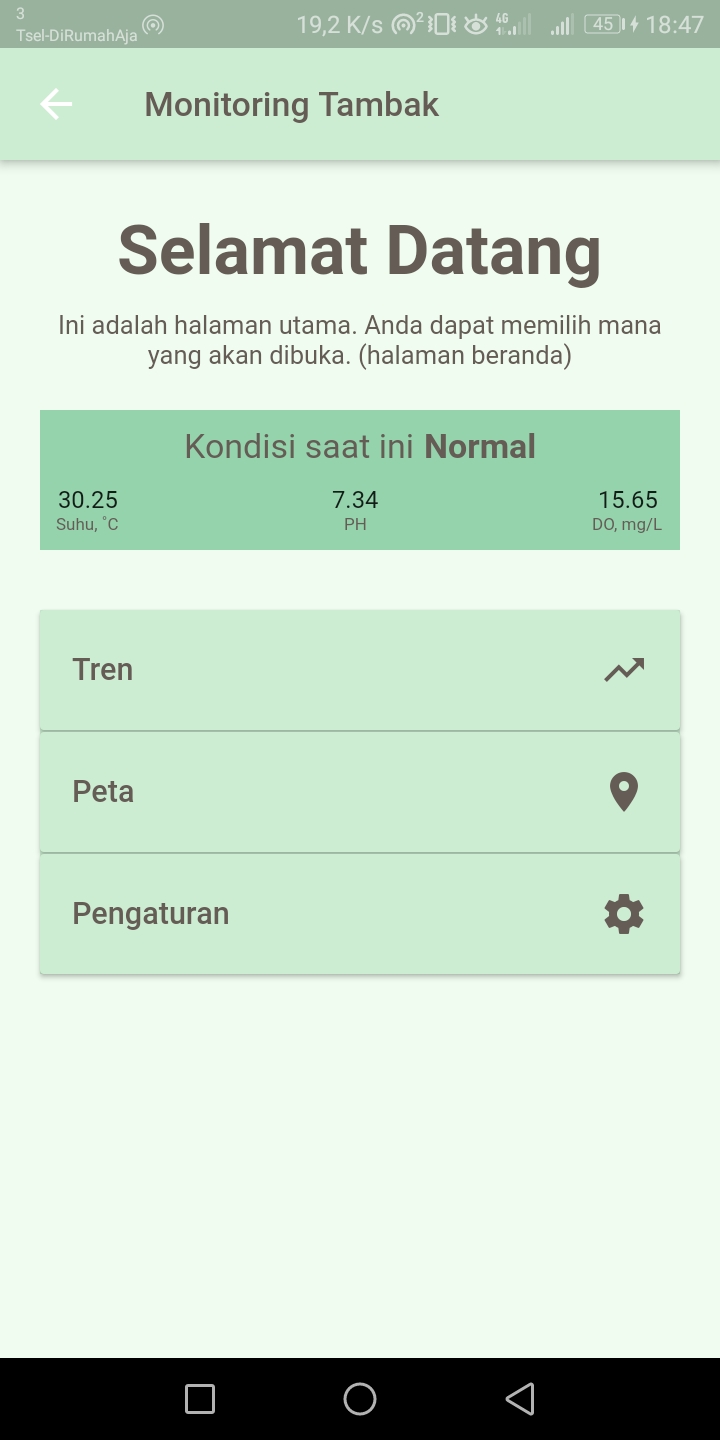 3
Tsel-DiRumahAja
19,2 K/s
2
4G
45
18:47
Monitoring Tambak
Selamat Datang
Ini adalah halaman utama. Anda dapat memilih mana
yang akan dibuka. (halaman beranda)
Kondisi saat ini Normal
30.25 7.34 15.65
Suhu, °C PH DO, mg/L
Tren
Peta
Pengaturan